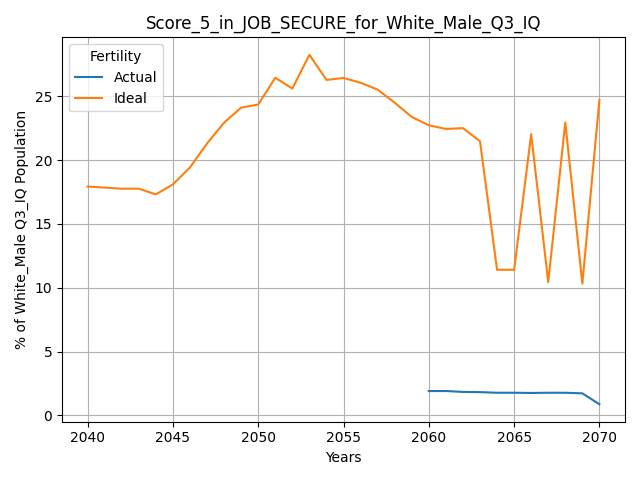 Score_5_in_JOB_SECURE_for_White_Male_Q3_IQ
Fertility
Actual
Ideal
% of White_Male Q3_IQ Population
25
20
15
10
5
0
2040 2045 2050 2055 2060 2065 2070
Years